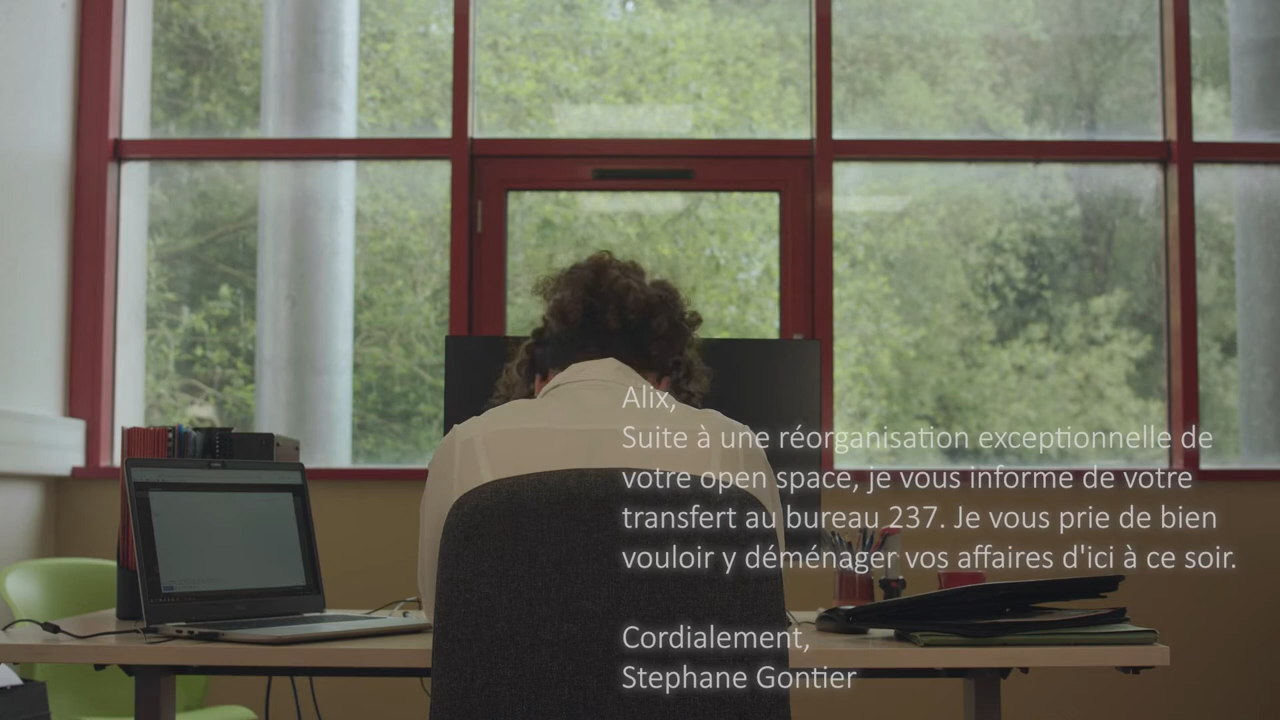 Alix,
Suite à une réorganisation exceptionnelle de
votre open space, je vous informe de votre
transfert au bureau 237. Je vous prie de bien
vouloir y déménager vos affaires d'ici à ce soir.
Cordialement,
Stephane Gontier